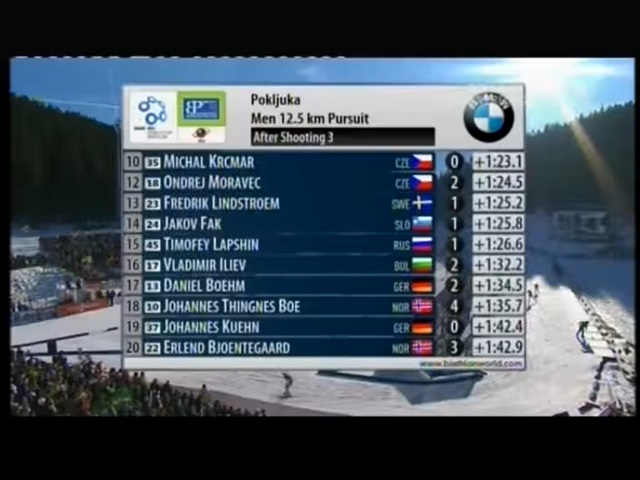 Pokljuka
Men 12.5 km Pursuit
After Shooting 3
10 35 MICHAL KRCMAR CZE 0 +1:23.1
12 18 ONDREJ MORAVEC CZE 2 +1:24.5
13 23 FREDRIK LINDSTROEM SWE 1 +1:25.2
14 24 JAKOV FAK SLO 1 +1:25.8
15 45 TIMOFEY LAPSHIN RUS 1 +1:26.6
16 17 VLADIMIR ILIEV BUL 2 +1:32.2
17 13 DANIEL BOEHM GER 2 +1:34.5
18 10 JOHANNES THINGNES BOE NOR 4 +1:35.7
19 37 JOHANNES KUEHN GER 0 +1:42.4
20 22 ERLEND BJOENTEGAARD NOR 3 +1:42.9
www.biathlonworld.com